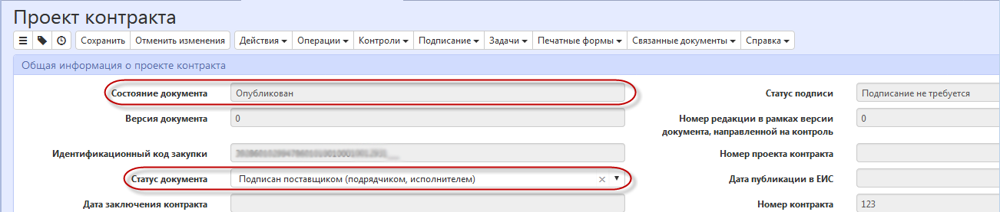 Проект контракта
Сохранить Отменить изменения Действия Операции Контроли Подписание Задачи Печатные формы Связанные документы Справка
Общая информация о проекте контракта
Состояние документа Опубликован Статус подписи Подписание не требуется
Версия документа 0 Номер редакции в рамках версии 0
документа, направленной на контроль
Идентификационный код закупки Номер проекта контракта
Статус документа Подписан поставщиком (подрядчиком, исполнителем) × Дата публикации в ЕИС
Дата заключения контракта Номер контракта 123